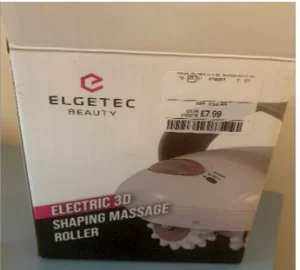 ELGETEC
BEAUTY
£7.99
ELECTRIC 3D
SHAPING MASSAGE
ROLLER